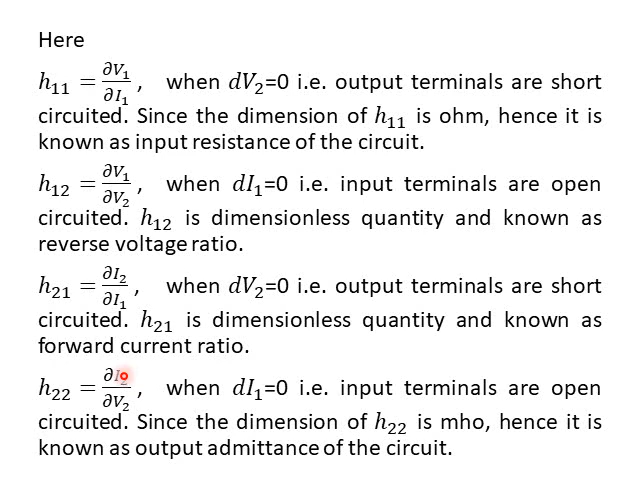 Here
h₁₁ = ∂V₁/∂I₁ , when dV₂=0 i.e. output terminals are short
circuited. Since the dimension of h₁₁ is ohm, hence it is
known as input resistance of the circuit.
h₁₂ = ∂V₁/∂V₂ , when dI₁=0 i.e. input terminals are open
circuited. h₁₂ is dimensionless quantity and known as
reverse voltage ratio.
h₂₁ = ∂I₂/∂I₁ , when dV₂=0 i.e. output terminals are short
circuited. h₂₁ is dimensionless quantity and known as
forward current ratio.
h₂₂ = ∂I₂/∂V₂ , when dI₁=0 i.e. input terminals are open
circuited. Since the dimension of h₂₂ is mho, hence it is
known as output admittance of the circuit.